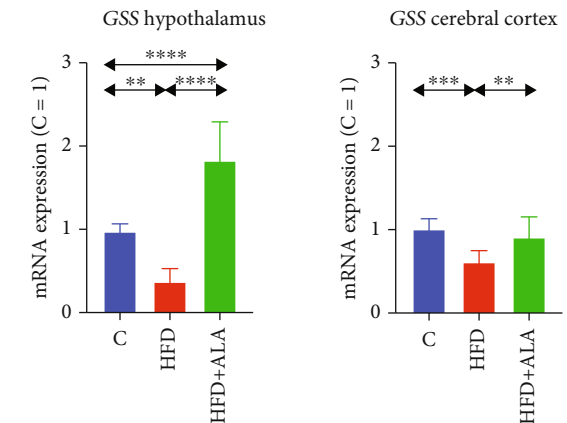 GSS hypothalamus
mRNA expression (C = 1)
3
2
1
0
****
** ****
C
HFD
HFD+ALA
GSS cerebral cortex
mRNA expression (C = 1)
3
2
1
0
*** **
C
HFD
HFD+ALA